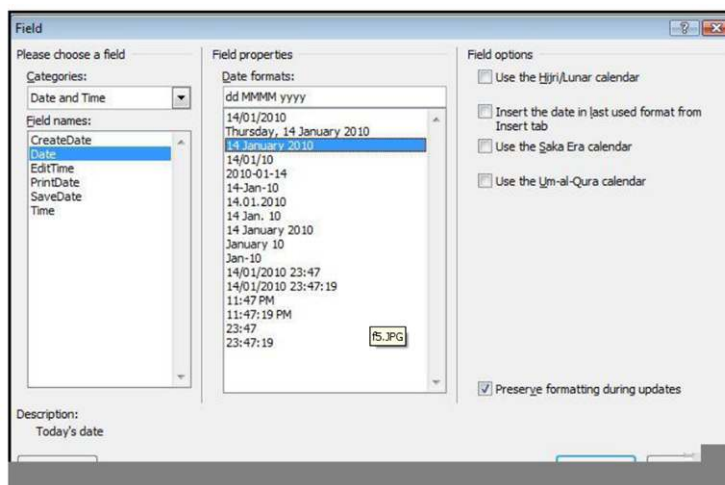 Field
Please choose a field
Categories:
Date and Time
Field names:
CreateDate
Date
EditTime
PrintDate
SaveDate
Time
Description:
Today's date
Field properties
Date formats:
dd MMMM yyyy
14/01/2010
Thursday, 14 January 2010
14 January 2010
14/01/10
2010-01-14
14-Jan-10
14.01.2010
14 Jan. 10
14 January 2010
January 10
Jan-10
14/01/2010 23:47
14/01/2010 23:47:19
11:47 PM
11:47:19 PM
23:47
23:47:19
f5.JPG
Field options
Use the Hijri/Lunar calendar
Insert the date in last used format from
Insert tab
Use the Saka Era calendar
Use the Um-al-Qura calendar
Preserve formatting during updates